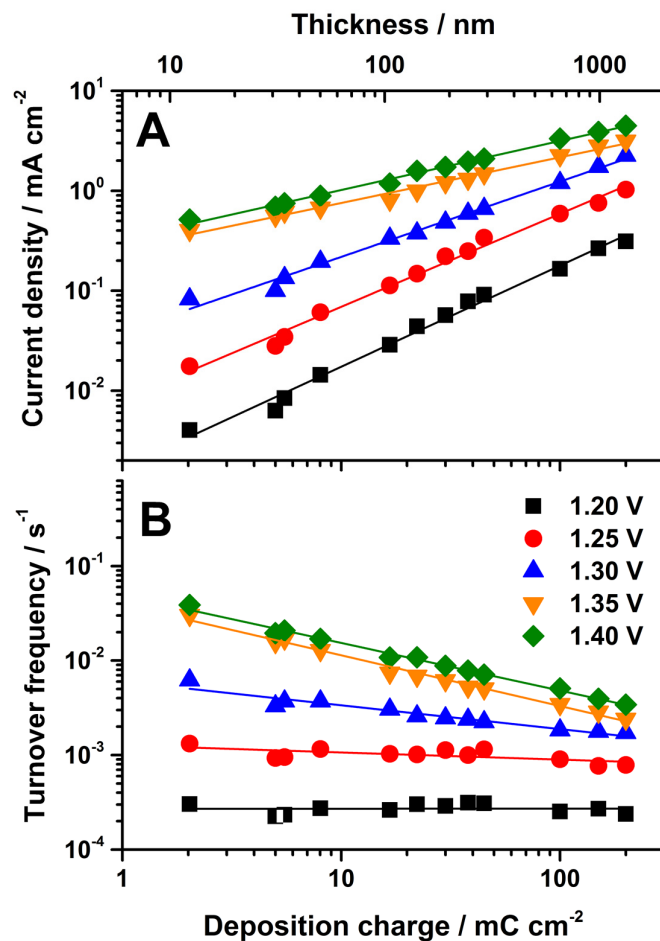 Thickness / nm
10 100 1000
A
Current density / mA cm⁻²
10¹
10⁰
10⁻¹
10⁻²
B
Turnover frequency / s⁻¹
10⁻¹
10⁻²
10⁻³
10⁻⁴
1.20 V
1.25 V
1.30 V
1.35 V
1.40 V
1 10 100
Deposition charge / mC cm⁻²